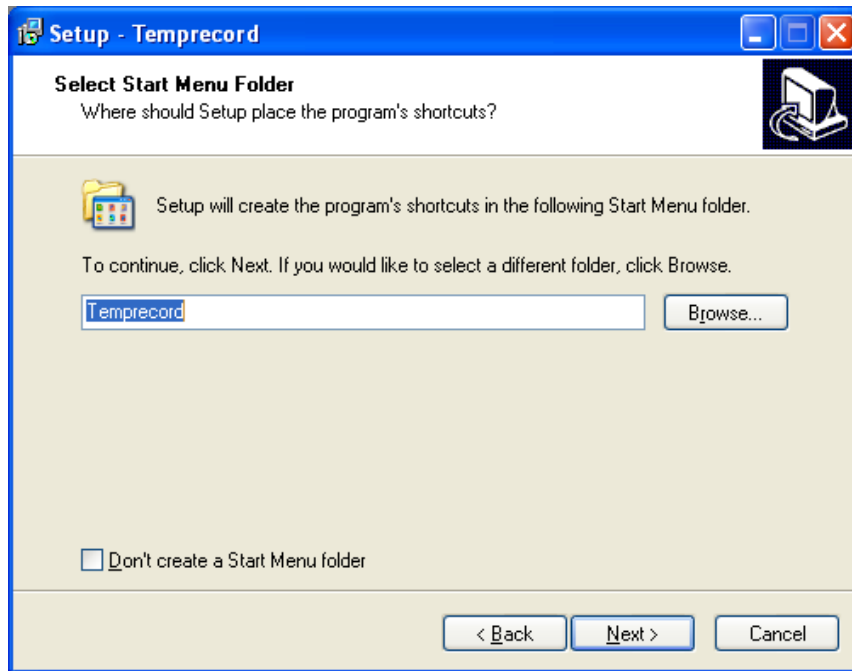 Setup - Temprecord
Select Start Menu Folder
Where should Setup place the program's shortcuts?
Setup will create the program's shortcuts in the following Start Menu folder.
To continue, click Next. If you would like to select a different folder, click Browse.
Temprecord
Browse...
Don't create a Start Menu folder
< Back
Next >
Cancel